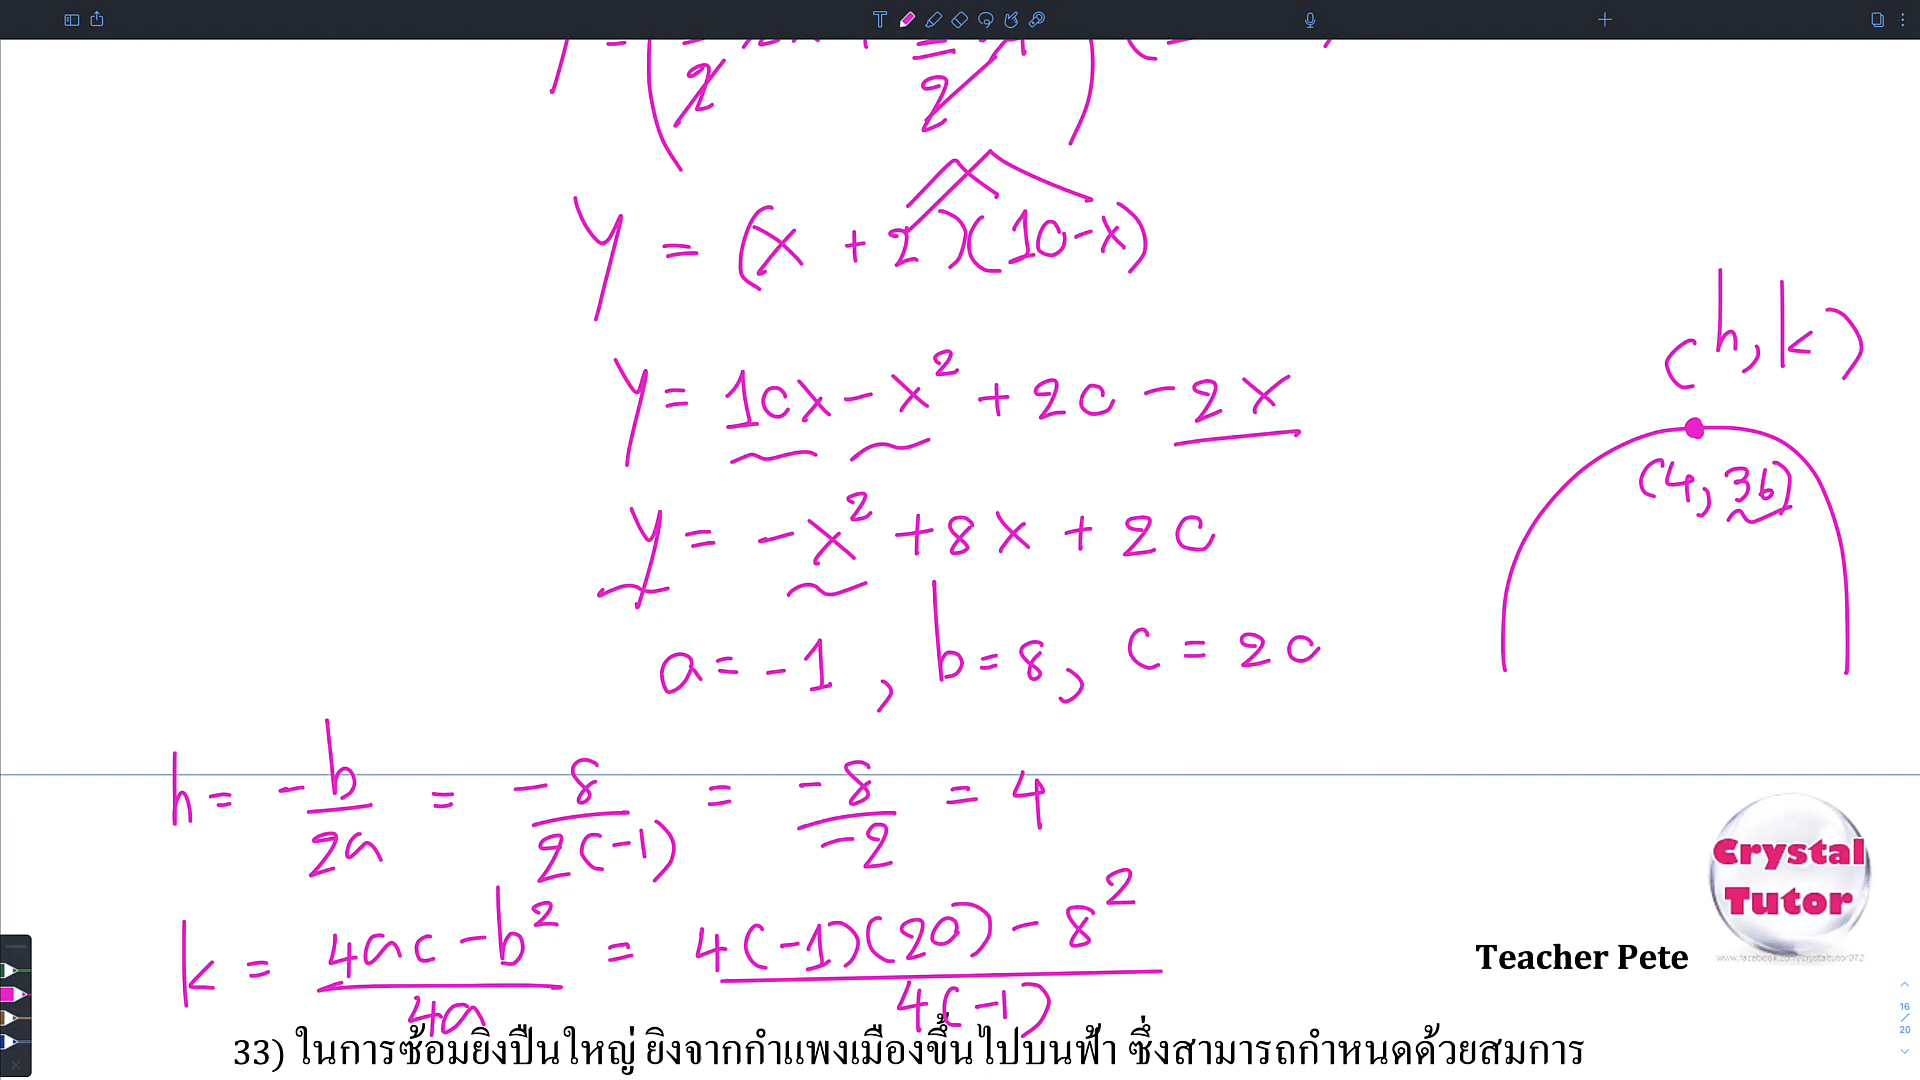 y = (x + 2)(10-x)
y = 10x - x² + 20 - 2x
(h, k)
(4, 36)
y = -x² + 8x + 20
a = -1 , b = 8, c = 20
h = -b/2a = -8/2(-1) = -8/-2 = 4
k = 4ac - b²/4a = 4(-1)(20) - 8²/4(-1)
Crystal
Tutor
Teacher Pete
33) ในการซ้อมยิงปืนใหญ่ ยิงจากกำแพงเมืองขึ้นไปบนฟ้า ซึ่งสามารถกำหนดด้วยสมการ
16
/
20